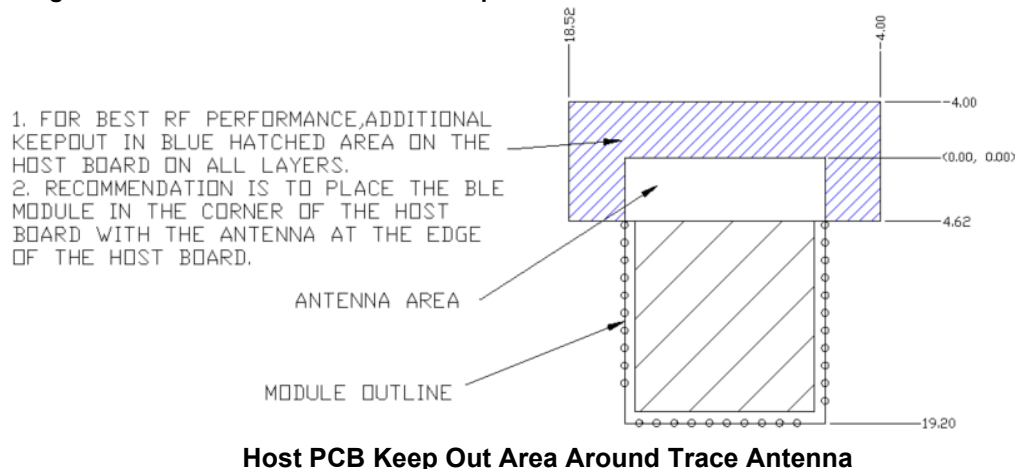 18.52
-4.00
1. FOR BEST RF PERFORMANCE,ADDITIONAL
KEEPOUT IN BLUE HATCHED AREA ON THE
HOST BOARD ON ALL LAYERS.
2. RECOMMENDATION IS TO PLACE THE BLE
MODULE IN THE CORNER OF THE HOST
BOARD WITH THE ANTENNA AT THE EDGE
OF THE HOST BOARD.
-4.00
(0.00, 0.00)
4.62
ANTENNA AREA
MODULE OUTLINE
19.20
Host PCB Keep Out Area Around Trace Antenna